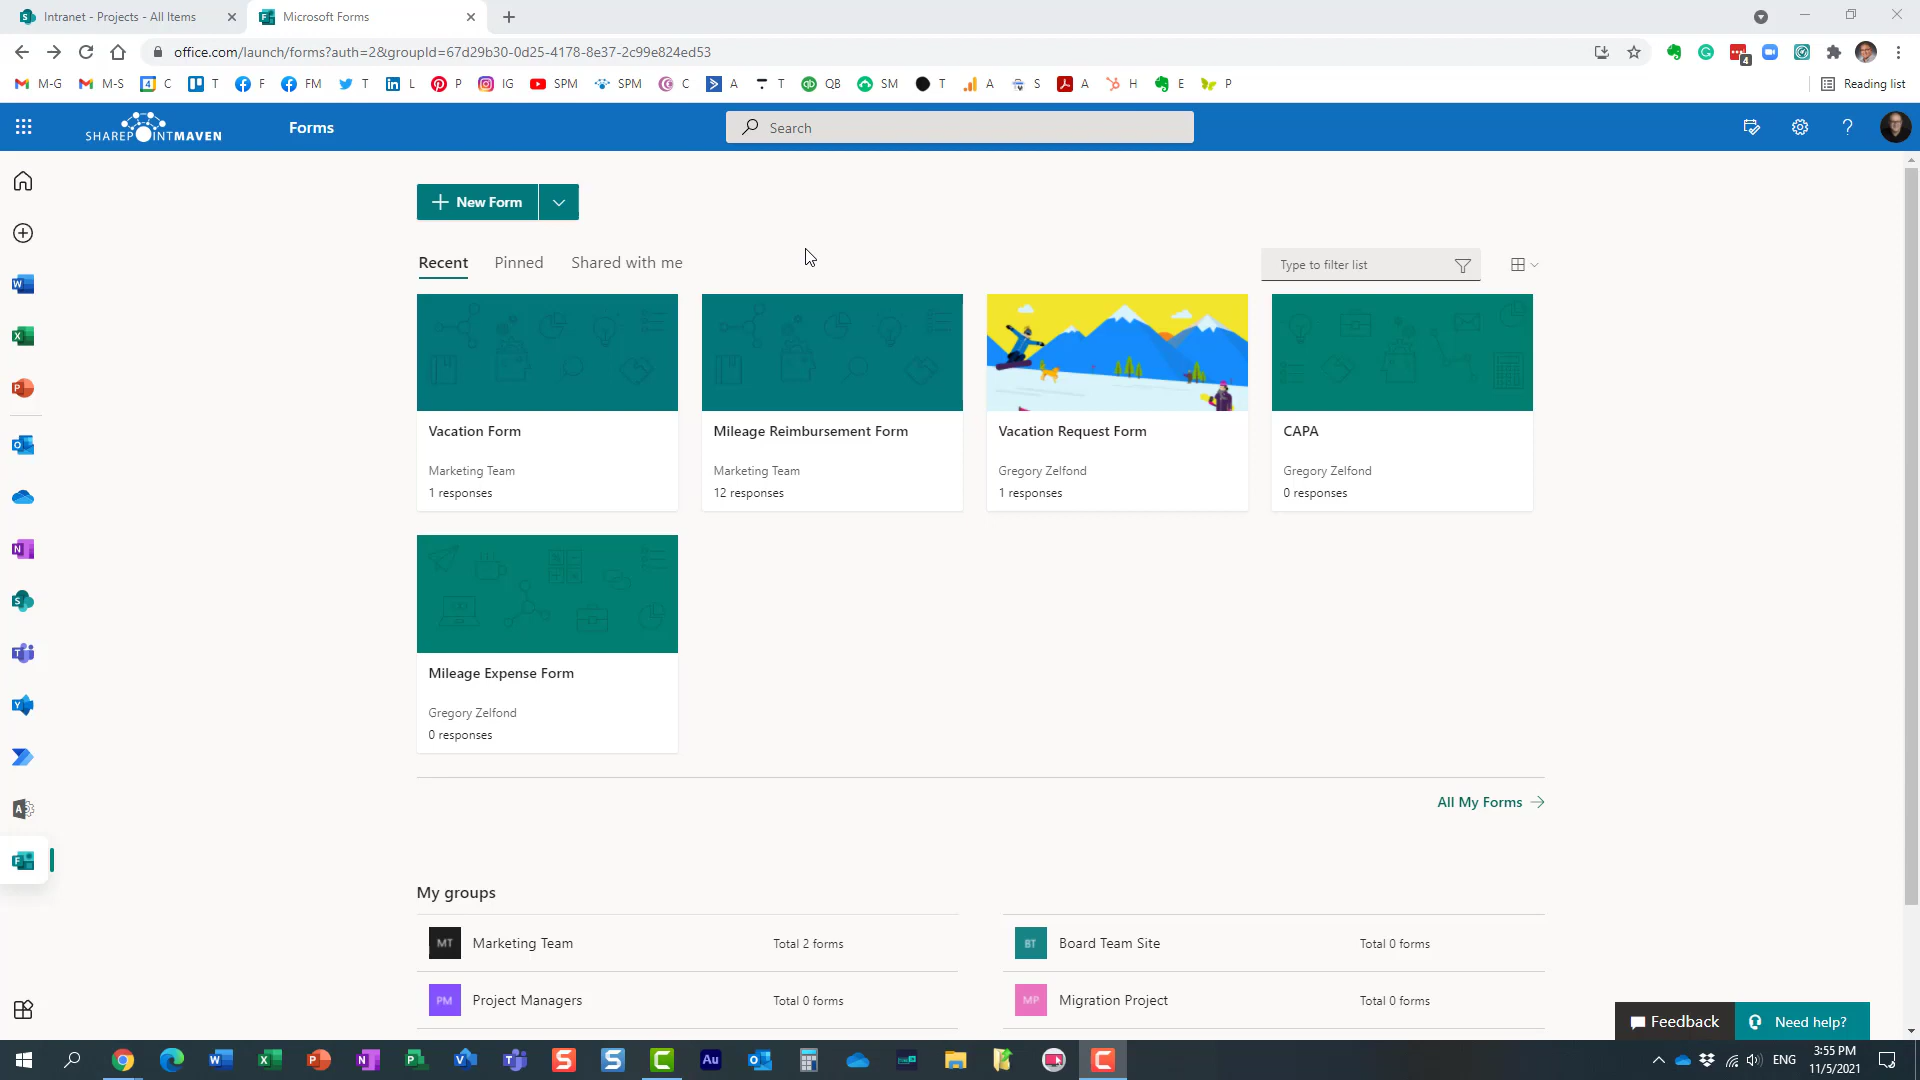 Intranet - Projects - All Items
Microsoft Forms
office.com/launch/forms?auth=2&groupId=67d29b30-0d25-4178-8e37-2c99e824ed53
4
M-G
M-S
4
C
T
F
FM
T
L
P
IG
SPM
SPM
C
A
T
QB
SM
T
A
S
A
H
E
P
Reading list
SHAREPOINTMAVEN
Forms
Search
New Form
Recent
Pinned
Shared with me
Type to filter list
Vacation Form
Marketing Team
1 responses
Mileage Reimbursement Form
Marketing Team
12 responses
Vacation Request Form
Gregory Zelfond
1 responses
CAPA
Gregory Zelfond
0 responses
Mileage Expense Form
Gregory Zelfond
0 responses
All My Forms
My groups
MT
Marketing Team
Total 2 forms
BT
Board Team Site
Total 0 forms
PM
Project Managers
Total 0 forms
MP
Migration Project
Total 0 forms
Feedback
Need help?
ENG
3:55 PM
11/5/2021